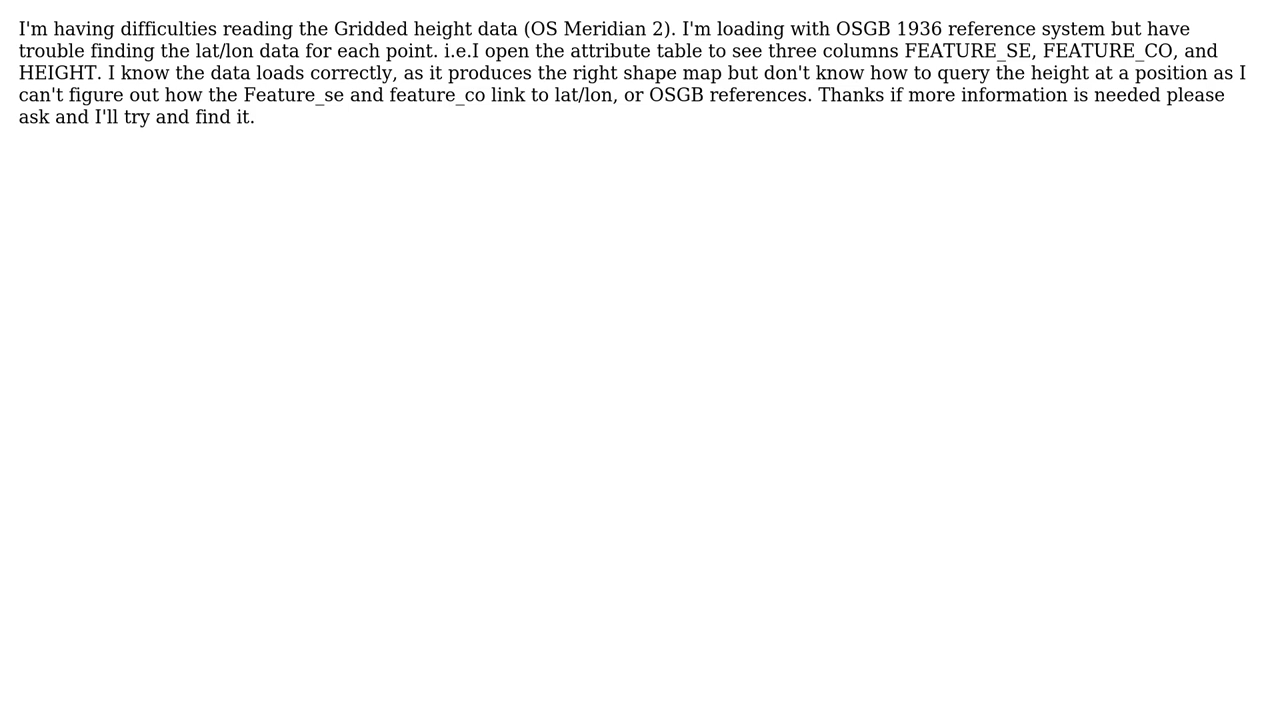 I'm having difficulties reading the Gridded height data (OS Meridian 2). I'm loading with OSGB 1936 reference system but have
trouble finding the lat/lon data for each point. i.e.I open the attribute table to see three columns FEATURE_SE, FEATURE_CO, and
HEIGHT. I know the data loads correctly, as it produces the right shape map but don't know how to query the height at a position as I
can't figure out how the Feature_se and feature_co link to lat/lon, or OSGB references. Thanks if more information is needed please
ask and I'll try and find it.